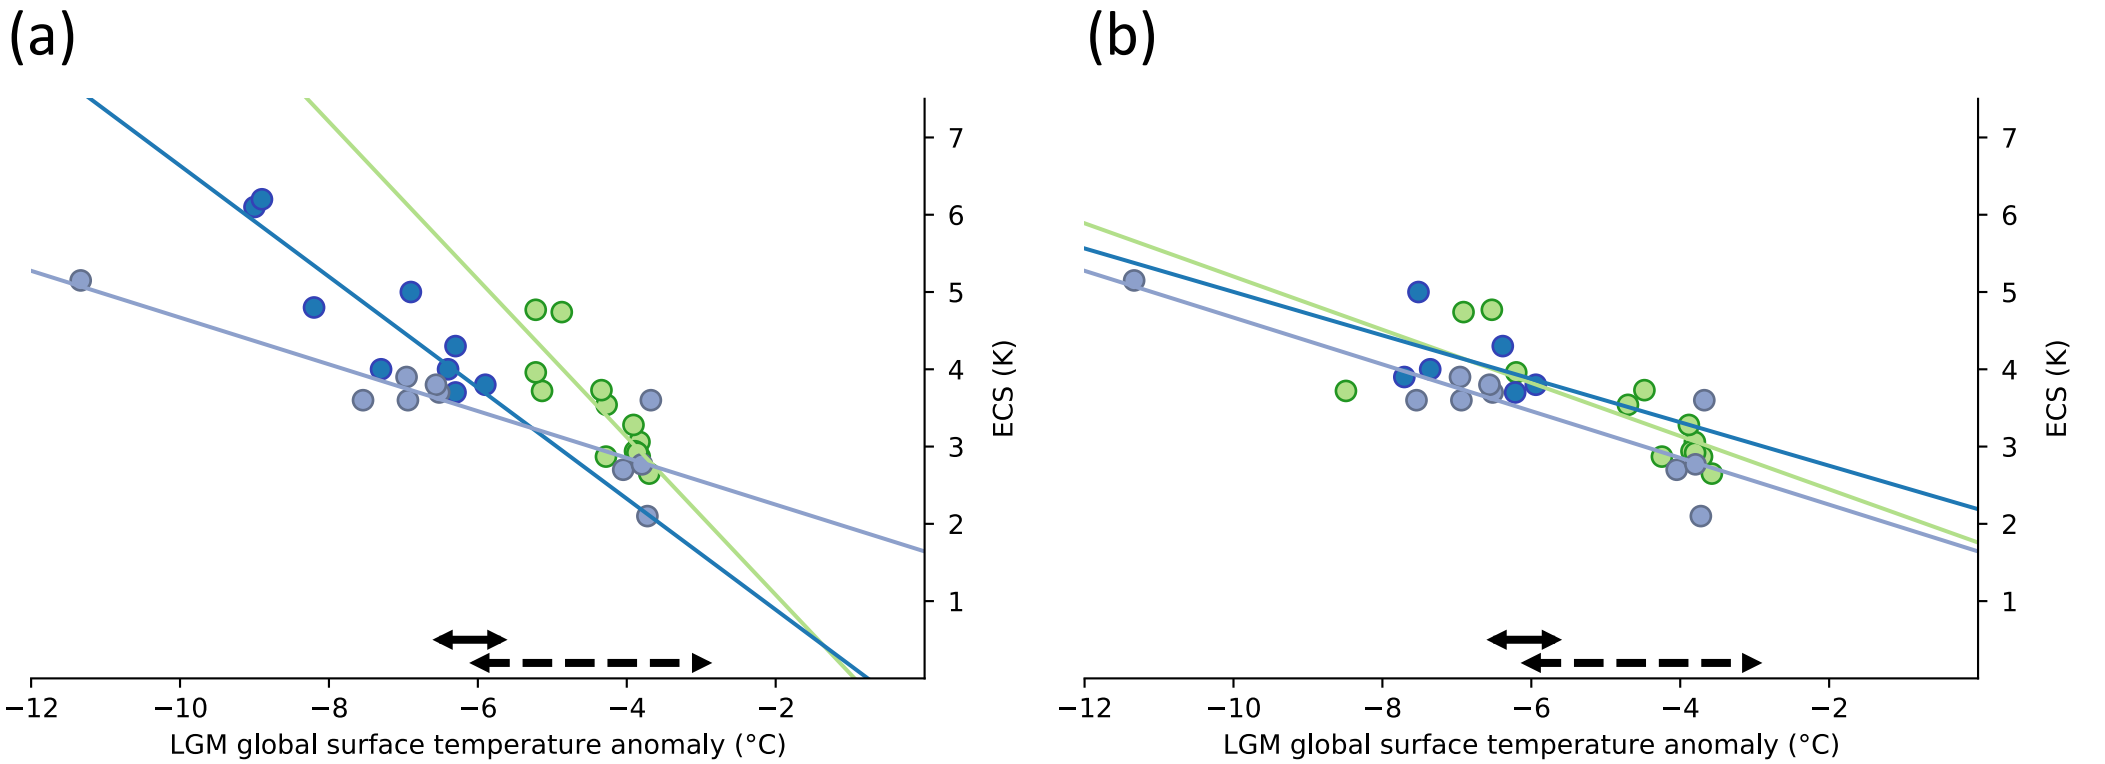 (a)
(b)
7
6
5
4
3
2
1
ECS (K)
−12 −10 −8 −6 −4 −2
LGM global surface temperature anomaly (°C)
7
6
5
4
3
2
1
ECS (K)
−12 −10 −8 −6 −4 −2
LGM global surface temperature anomaly (°C)